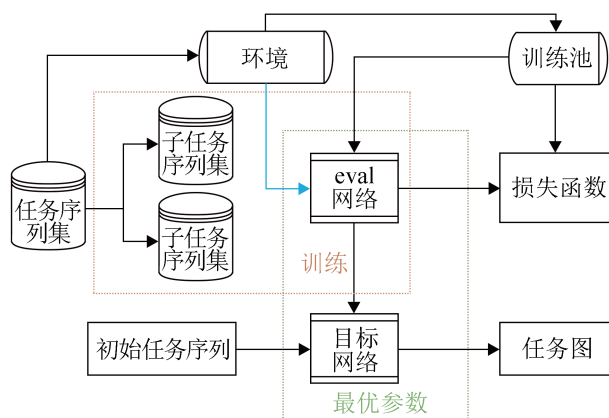 环境
训练池
子任务
序列集
eval
网络
损失函数
任务序
列集
子任务
序列集
训练
初始任务序列
目标
网络
任务图
最优参数